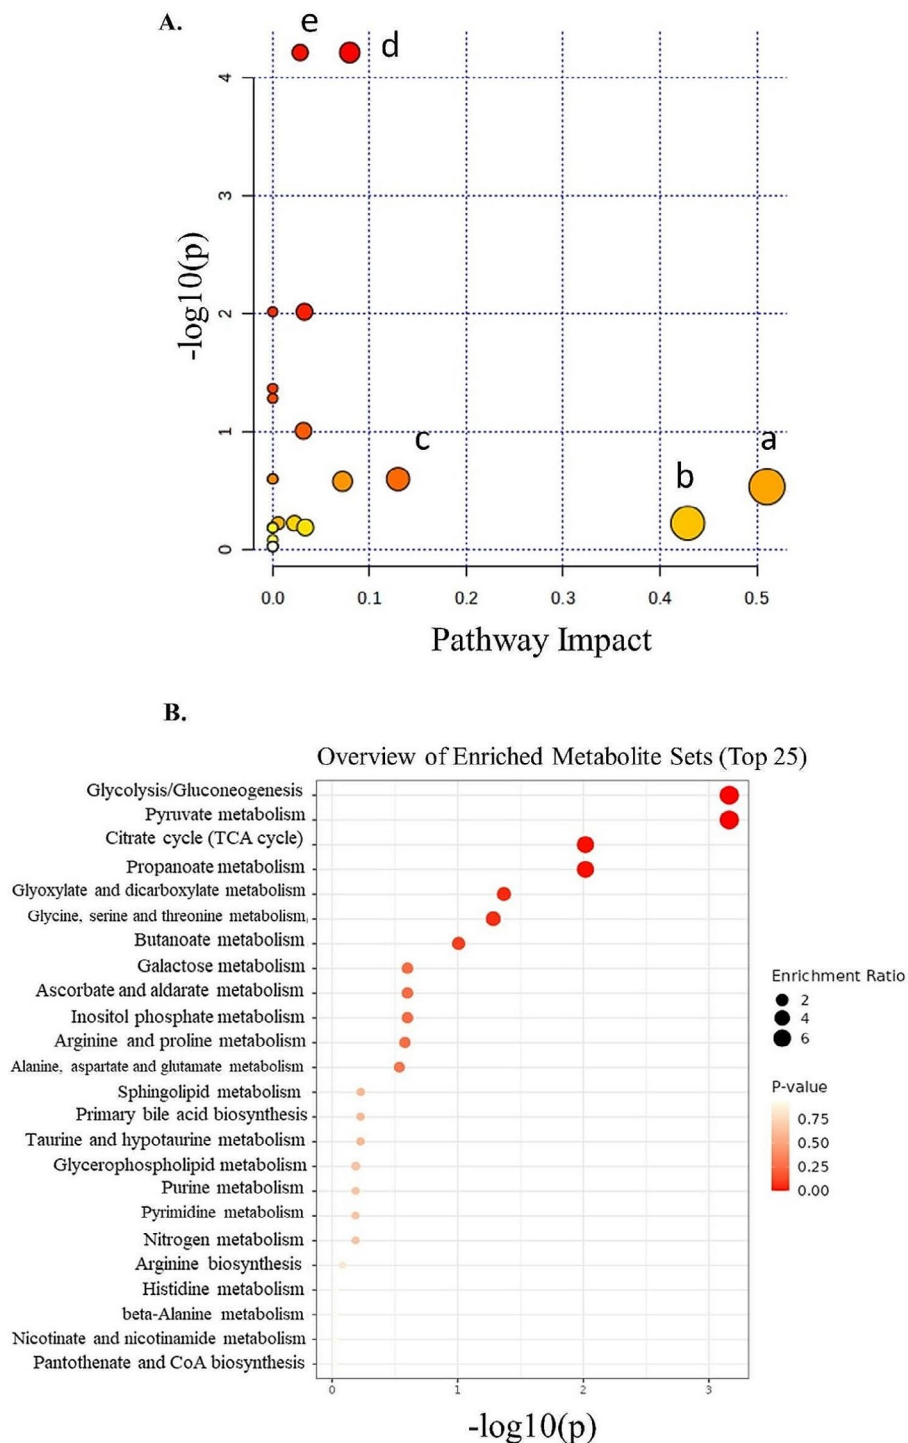 A.
e
d
4
3
-log10(p)
2
1
c
a
b
0
0.0 0.1 0.2 0.3 0.4 0.5
Pathway Impact
B.
Overview of Enriched Metabolite Sets (Top 25)
Glycolysis/Gluconeogenesis
Pyruvate metabolism
Citrate cycle (TCA cycle)
Propanoate metabolism
Glyoxylate and dicarboxylate metabolism
Glycine, serine and threonine metabolism
Butanoate metabolism
Galactose metabolism
Ascorbate and aldarate metabolism
Inositol phosphate metabolism
Arginine and proline metabolism
Alanine, aspartate and glutamate metabolism
Sphingolipid metabolism
Primary bile acid biosynthesis
Taurine and hypotaurine metabolism
Glycerophospholipid metabolism
Purine metabolism
Pyrimidine metabolism
Nitrogen metabolism
Arginine biosynthesis
Histidine metabolism
beta-Alanine metabolism
Nicotinate and nicotinamide metabolism
Pantothenate and CoA biosynthesis
0 1 2 3
-log10(p)
Enrichment Ratio
2
4
6
P-value
0.75
0.50
0.25
0.00